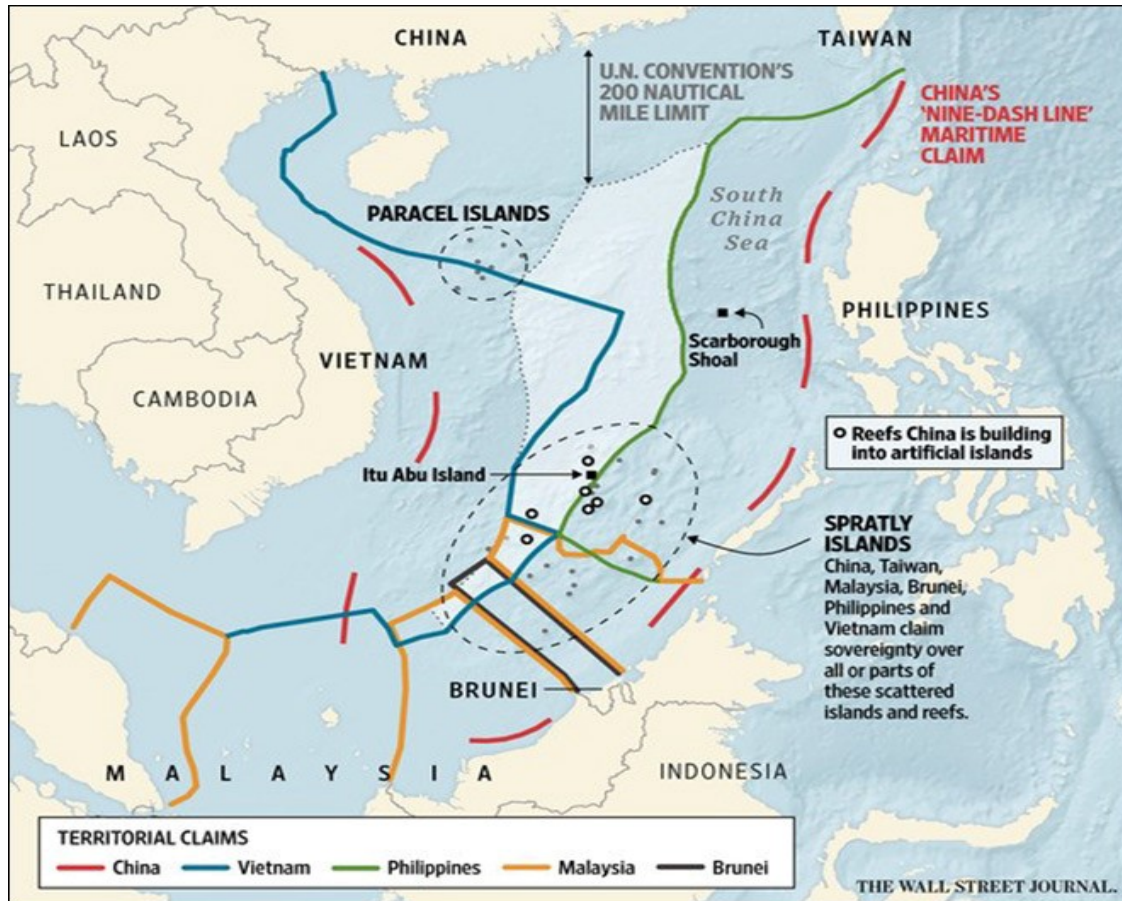 CHINA
TAIWAN
U.N. CONVENTION'S
200 NAUTICAL
MILE LIMIT
CHINA'S
'NINE-DASH LINE'
MARITIME
CLAIM
LAOS
PARACEL ISLANDS
South
China
Sea
THAILAND
PHILIPPINES
Scarborough
Shoal
VIETNAM
CAMBODIA
Reefs China is building
into artificial islands
Itu Abu Island
SPRATLY
ISLANDS
China, Taiwan,
Malaysia, Brunei,
Philippines and
Vietnam claim
sovereignty over
all or parts of
these scattered
islands and reefs.
BRUNEI
MALAYSIA
INDONESIA
TERRITORIAL CLAIMS
China Vietnam Philippines Malaysia Brunei
THE WALL STREET JOURNAL.